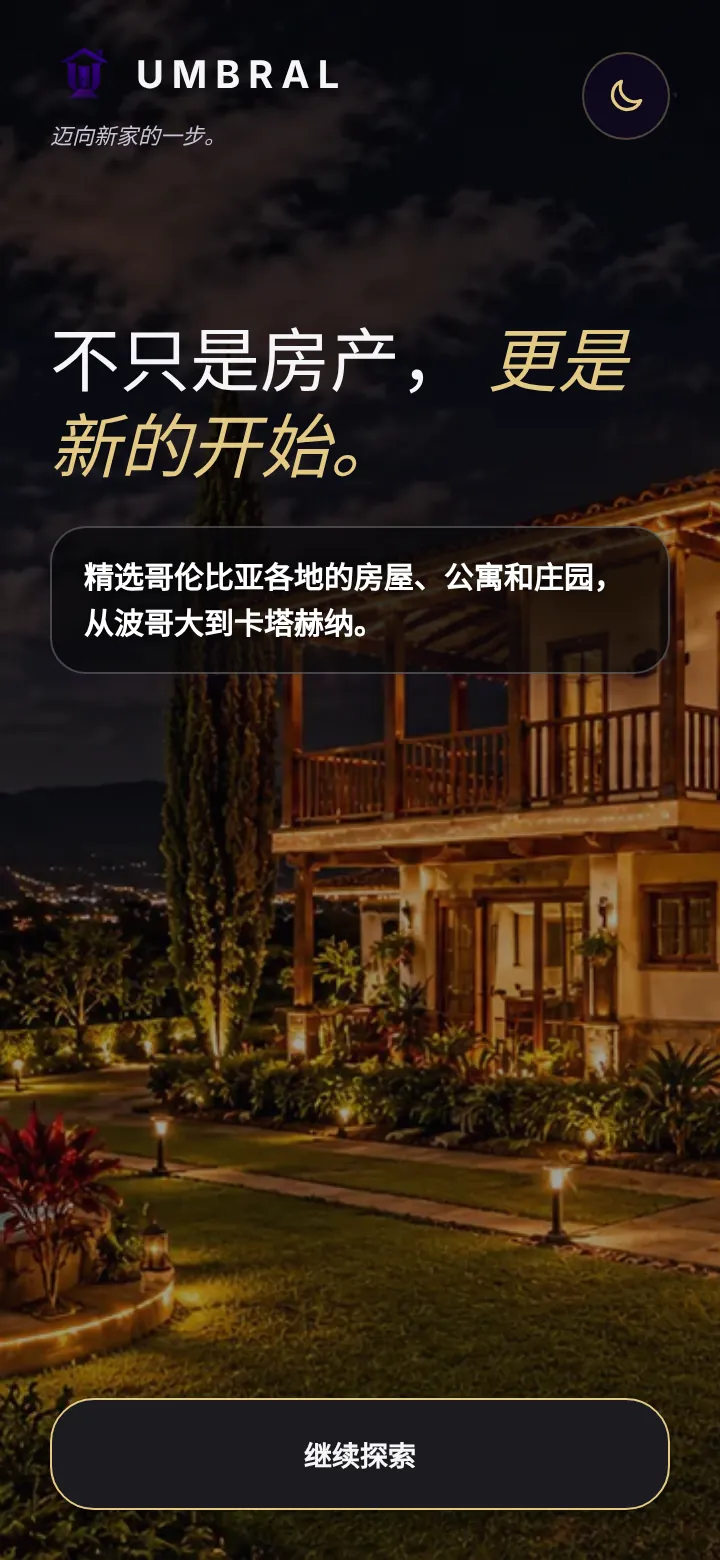 UMBRAL
迈向新家的一步。
不只是房产， 更是
新的开始。
精选哥伦比亚各地的房屋、公寓和庄园，
从波哥大到卡塔赫纳。
继续探索